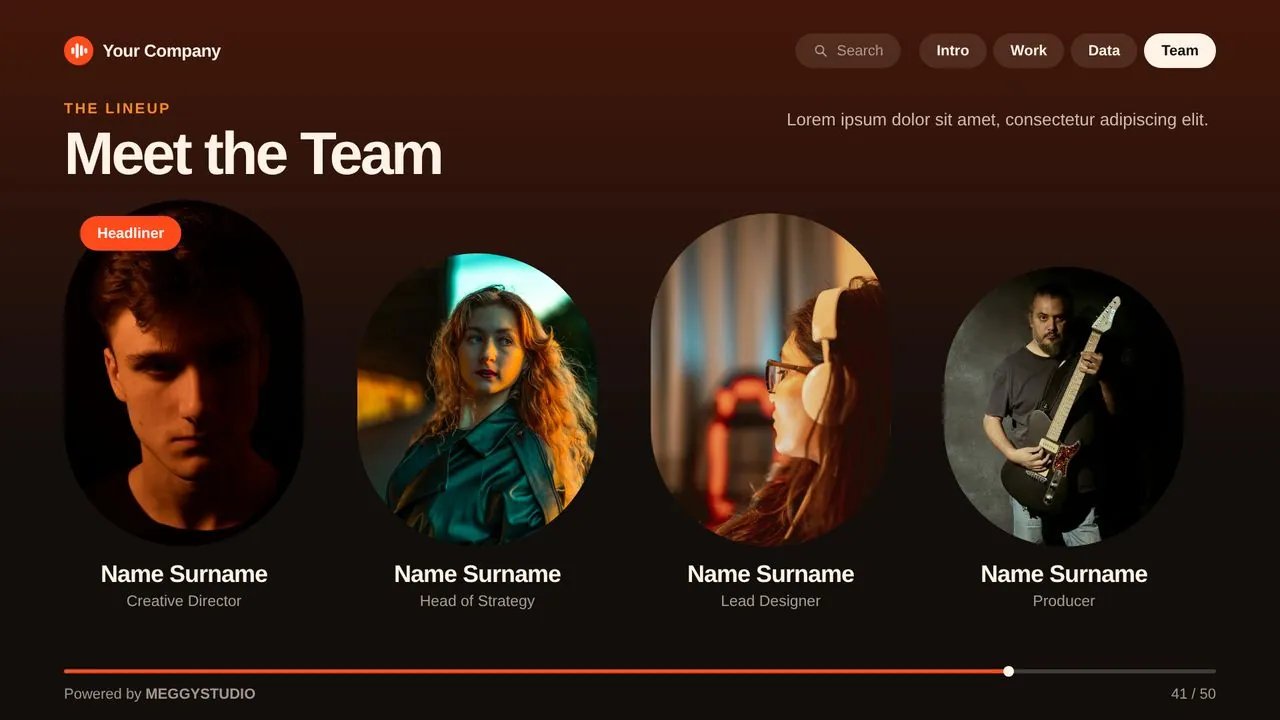 Your Company
Search
Intro
Work
Data
Team
THE LINEUP
Meet the Team
Lorem ipsum dolor sit amet, consectetur adipiscing elit.
Headliner
Name Surname
Creative Director
Name Surname
Head of Strategy
Name Surname
Lead Designer
Name Surname
Producer
Powered by MEGGYSTUDIO
41 / 50